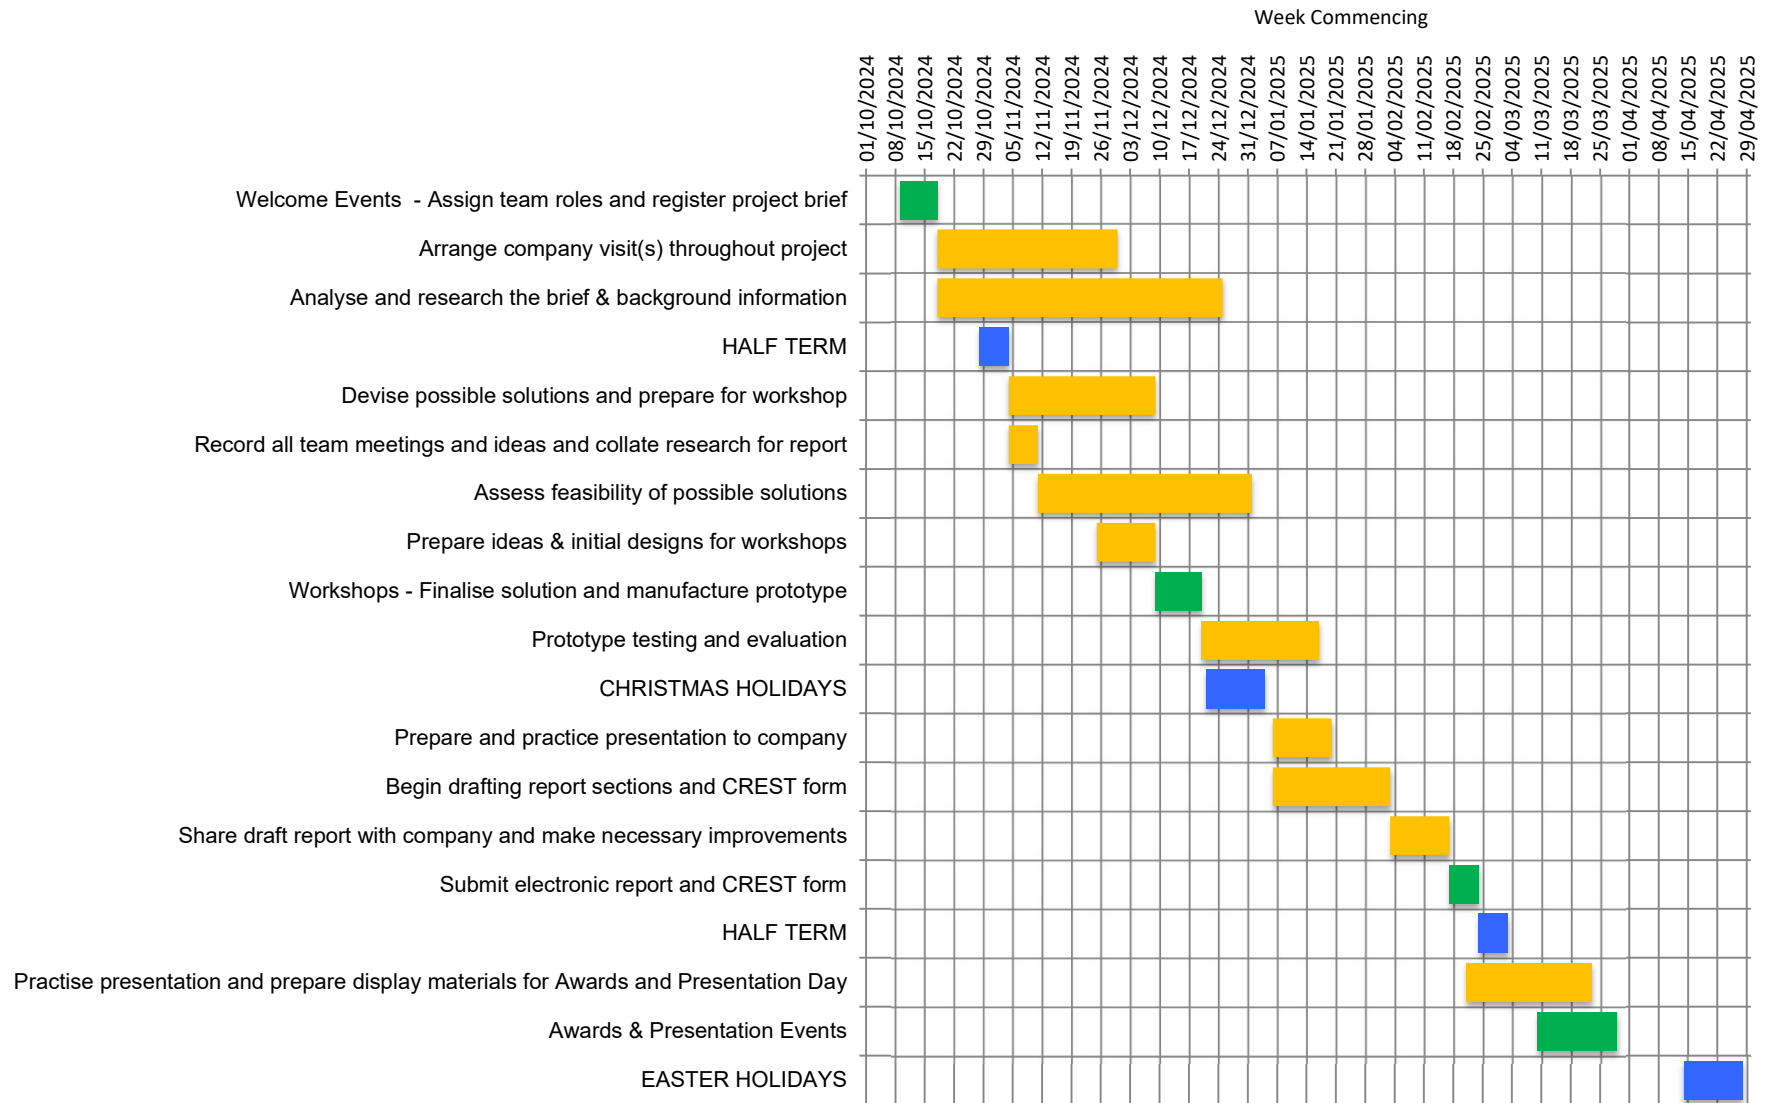 Week Commencing
01/10/2024
08/10/2024
15/10/2024
22/10/2024
29/10/2024
05/11/2024
12/11/2024
19/11/2024
26/11/2024
03/12/2024
10/12/2024
17/12/2024
24/12/2024
31/12/2024
07/01/2025
14/01/2025
21/01/2025
28/01/2025
04/02/2025
11/02/2025
18/02/2025
25/02/2025
04/03/2025
11/03/2025
18/03/2025
25/03/2025
01/04/2025
08/04/2025
15/04/2025
22/04/2025
29/04/2025
Welcome Events  - Assign team roles and register project brief
Arrange company visit(s) throughout project
Analyse and research the brief & background information
HALF TERM
Devise possible solutions and prepare for workshop
Record all team meetings and ideas and collate research for report
Assess feasibility of possible solutions
Prepare ideas & initial designs for workshops
Workshops - Finalise solution and manufacture prototype
Prototype testing and evaluation
CHRISTMAS HOLIDAYS
Prepare and practice presentation to company
Begin drafting report sections and CREST form
Share draft report with company and make necessary improvements
Submit electronic report and CREST form
HALF TERM
Practise presentation and prepare display materials for Awards and Presentation Day
Awards & Presentation Events
EASTER HOLIDAYS